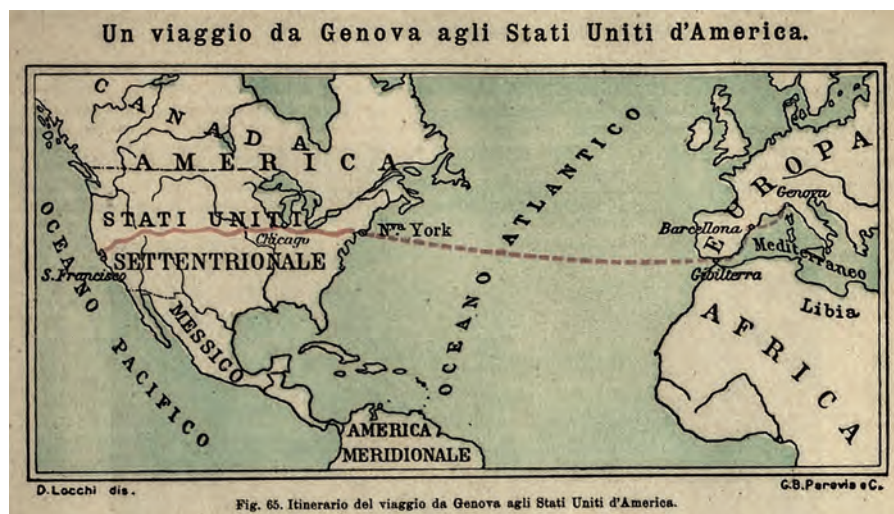 Un viaggio da Genova agli Stati Uniti d'America.
CANADA
AMERICA
STATI UNITI
Chicago
SETTENTRIONALE
S. Francisco
Nva York
OCEANO
PACIFICO
MESSICO
OCEANO ATLANTICO
EUROPA
Genova
Barcellona
Mediterraneo
Gibilterra
Libia
AFRICA
AMERICA
MERIDIONALE
D. Locchi dis.
G.B. Paravia e C.
Fig. 65. Itinerario del viaggio da Genova agli Stati Uniti d'America.